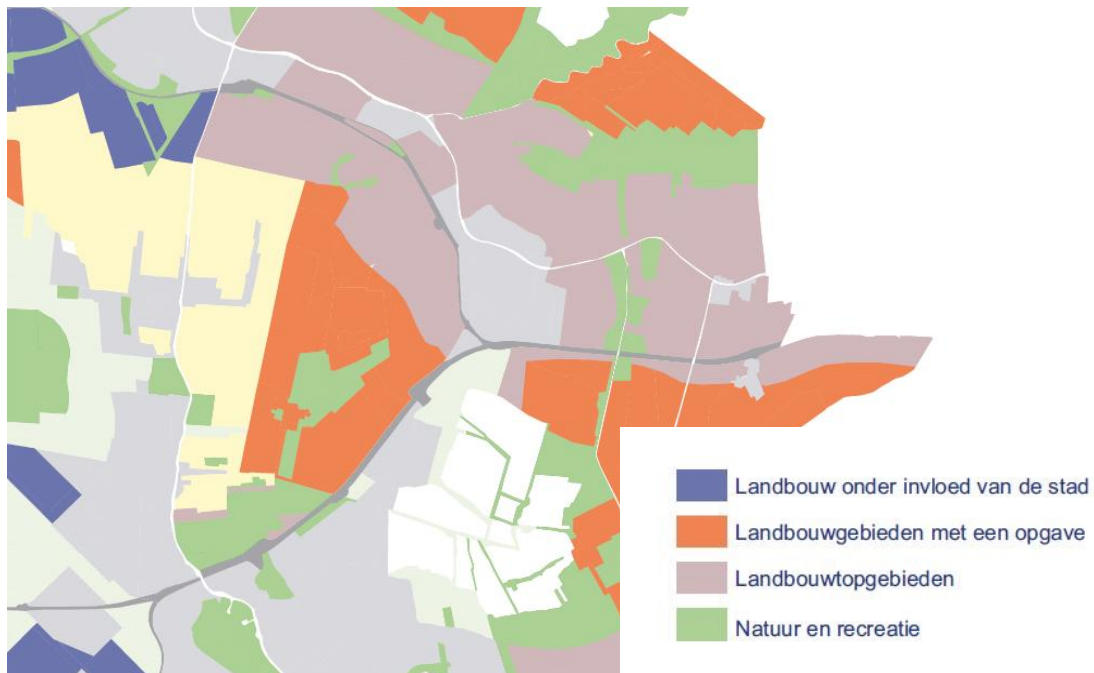 Landbouw onder invloed van de stad
Landbouwgebieden met een opgave
Landbouwtopgebieden
Natuur en recreatie